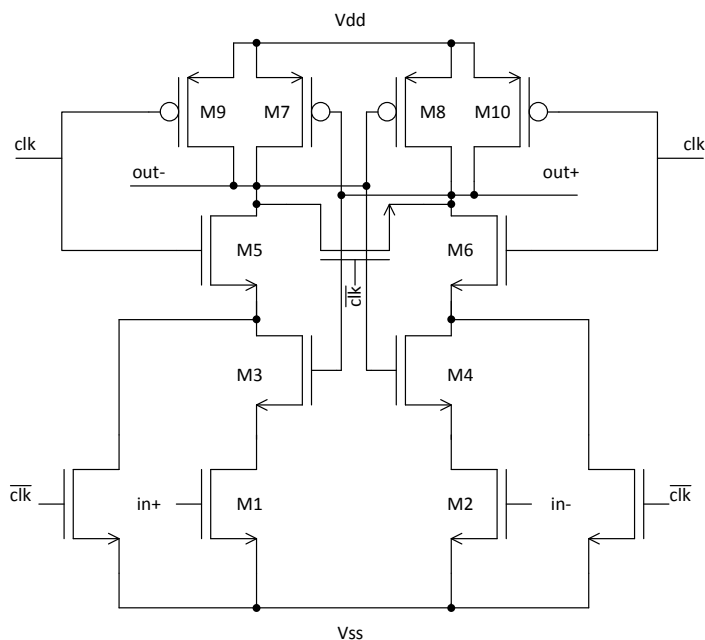 Vdd
M9
M7
M8
M10
clk
clk
out-
out+
M5
M6
clk
M3
M4
clk
in+
M1
M2
in-
clk
Vss